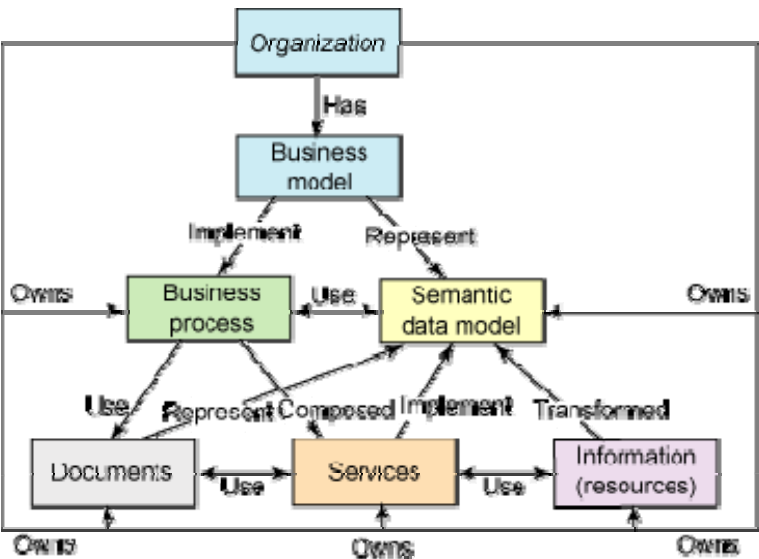 Organization
Has
Business
model
Implement
Represent
Owns
Business
process
Use
Semantic
data model
Owns
Use
Represent
Composed
Implement
Transformed
Documents
Use
Services
Use
Information
(resources)
Owns
Owns
Owns